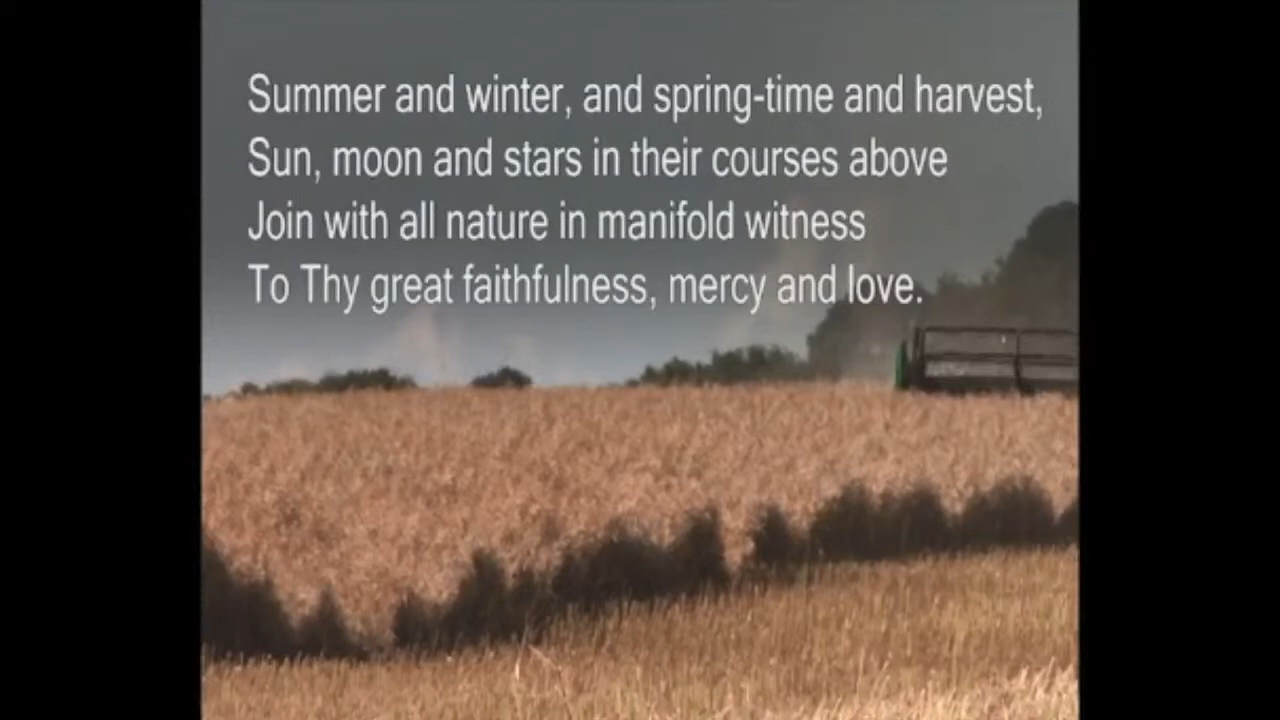 Summer and winter, and spring-time and harvest,
Sun, moon and stars in their courses above
Join with all nature in manifold witness
To Thy great faithfulness, mercy and love.